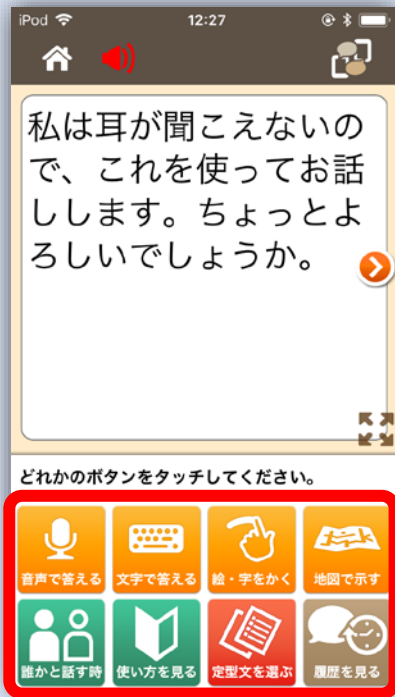 iPod 12:27
私は耳が聞こえないの
で、これを使ってお話
しします。ちょっとよ
ろしいでしょうか。
どれかのボタンをタッチしてください。
音声で答える 文字で答える 絵・字をかく 地図で示す
誰かと話す時 使い方を見る 定型文を選ぶ 履歴を見る